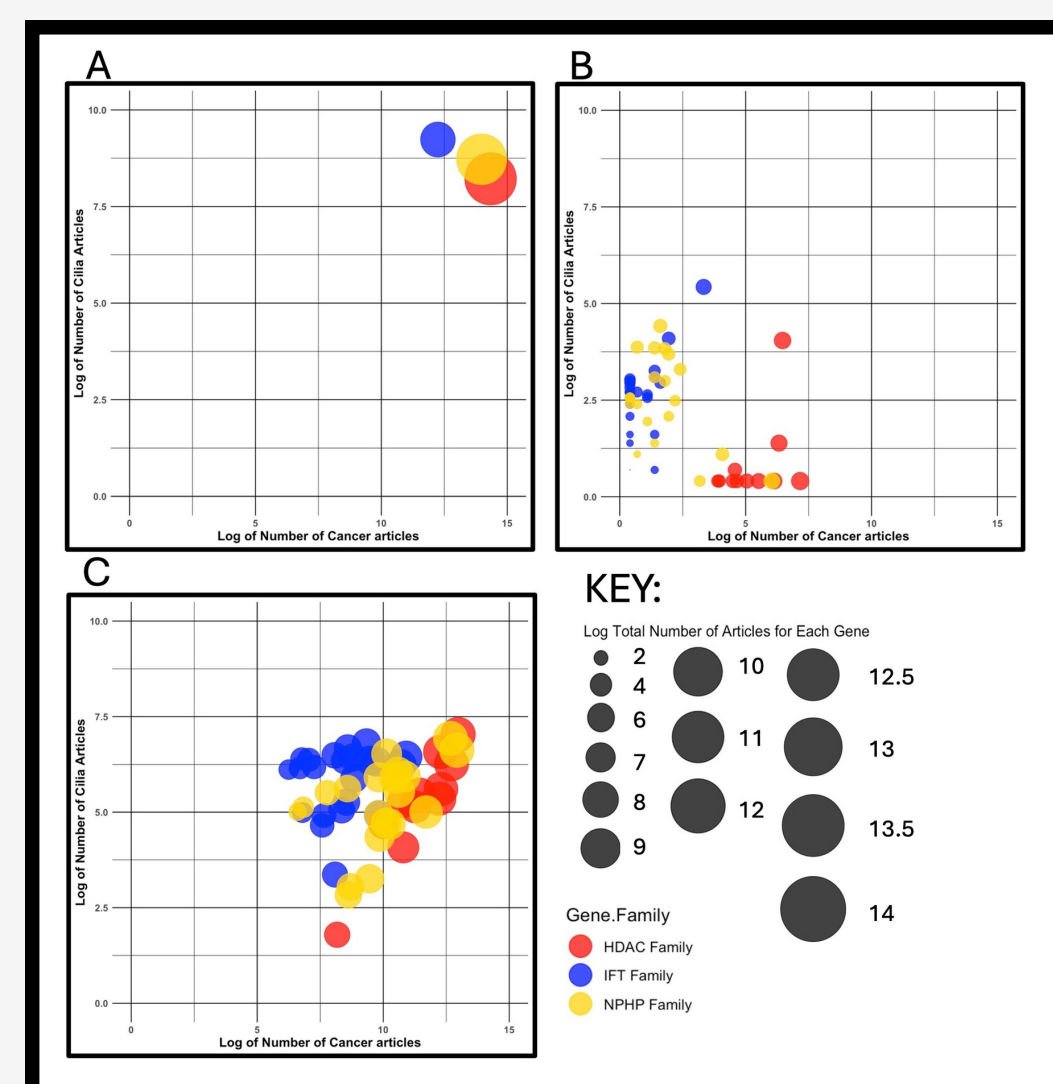 A
10.0
7.5
5.0
2.5
0.0
0 5 10 15
Log of Number of Cilia Articles
Log of Number of Cancer articles
B
10.0
7.5
5.0
2.5
0.0
0 5 10 15
Log of Number of Cilia Articles
Log of Number of Cancer articles
C
10.0
7.5
5.0
2.5
0.0
0 5 10 15
Log of Number of Cilia Articles
Log of Number of Cancer articles
KEY:
Log Total Number of Articles for Each Gene
2
4
6
7
8
9
10
11
12
12.5
13
13.5
14
Gene.Family
HDAC Family
IFT Family
NPHP Family